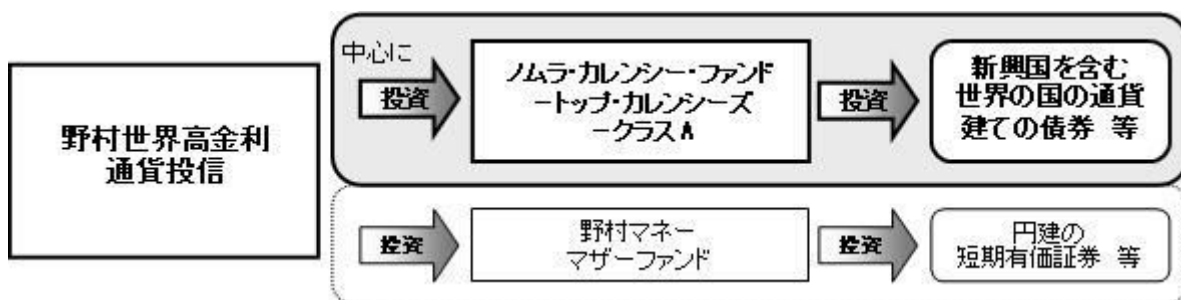 野村世界高金利
通貨投信
中心に
投資
ノムラ・カレンシー・ファンド
-トップ・カレンシーズ
-クラスA
投資
新興国を含む
世界の国の通貨
建ての債券 等
投資
野村マネー
マザーファンド
投資
円建の
短期有価証券 等